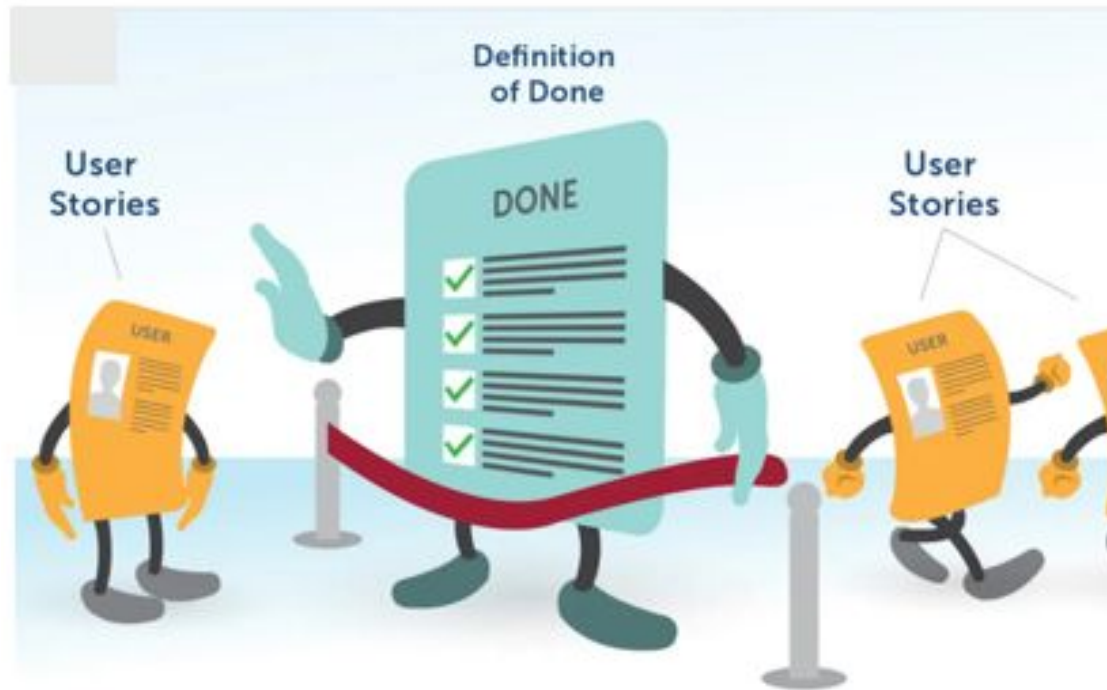 Definition
of Done
User
Stories
User
Stories
DONE
USER
USER